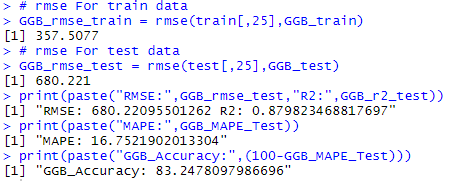 > # rmse For train data
> GGB_rmse_train = rmse(train[,25],GGB_train)
[1] 357.5077
> # rmse For test data
> GGB_rmse_test = rmse(test[,25],GGB_test)
[1] 680.221
> print(paste("RMSE:",GGB_rmse_test,"R2:",GGB_r2_test))
[1] "RMSE: 680.22095501262 R2: 0.879823468817697"
> print(paste("MAPE:",GGB_MAPE_Test))
[1] "MAPE: 16.7521902013304"
> print(paste("GGB_Accuracy:",(100-GGB_MAPE_Test)))
[1] "GGB_Accuracy: 83.2478097986696"